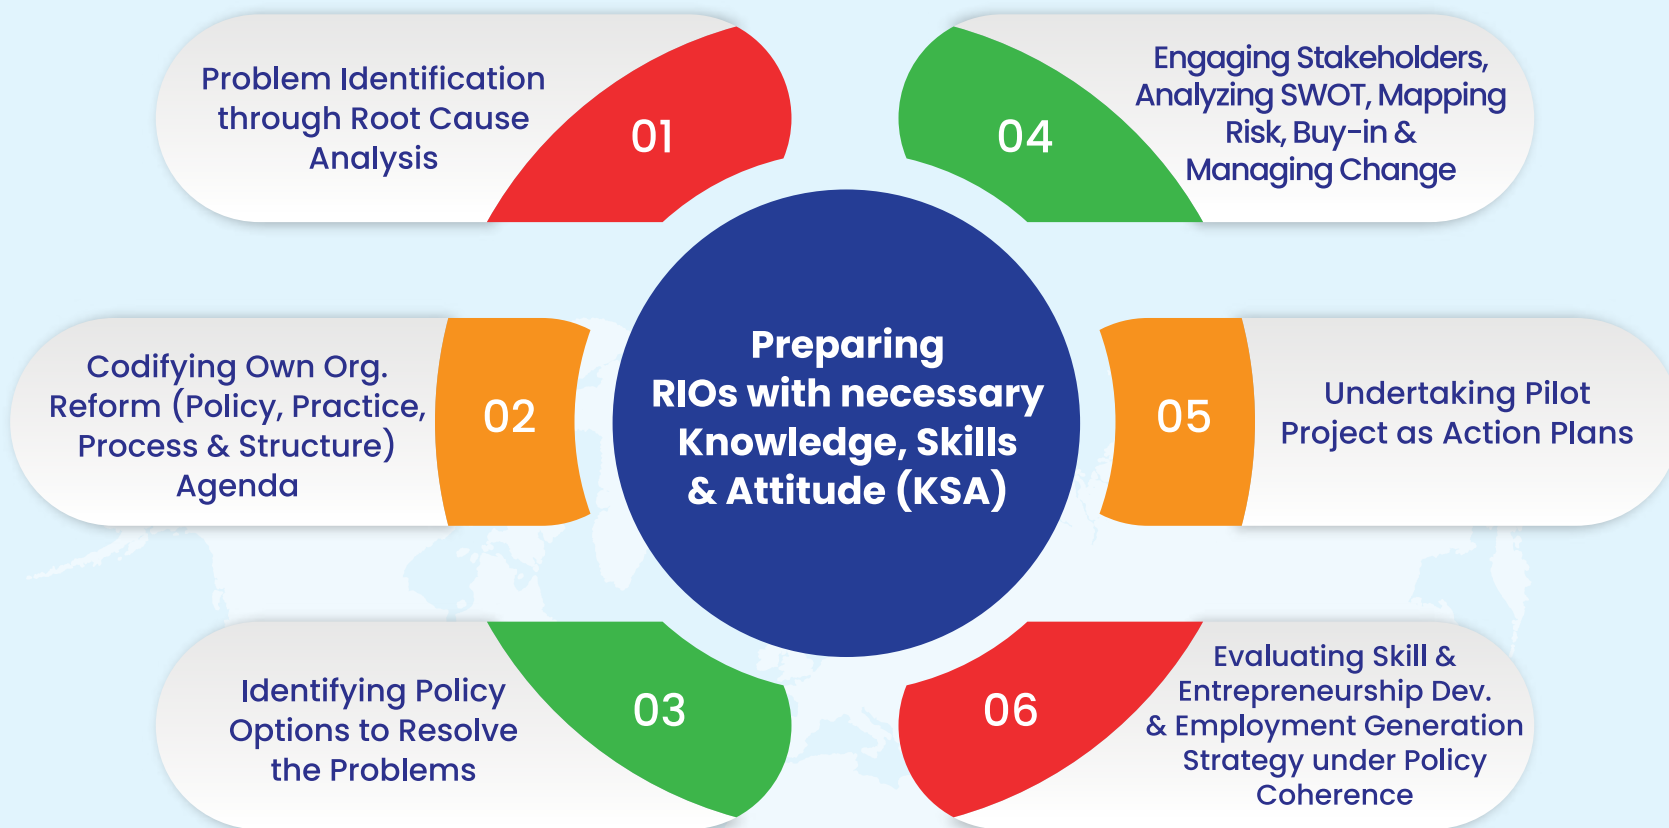 Problem Identification
through Root Cause
Analysis
01
Codifying Own Org.
Reform (Policy, Practice,
Process & Structure)
Agenda
02
Identifying Policy
Options to Resolve
the Problems
03
Preparing
RIOs with necessary
Knowledge, Skills
& Attitude (KSA)
04
Engaging Stakeholders,
Analyzing SWOT, Mapping
Risk, Buy-in &
Managing Change
05
Undertaking Pilot
Project as Action Plans
06
Evaluating Skill &
Entrepreneurship Dev.
& Employment Generation
Strategy under Policy
Coherence